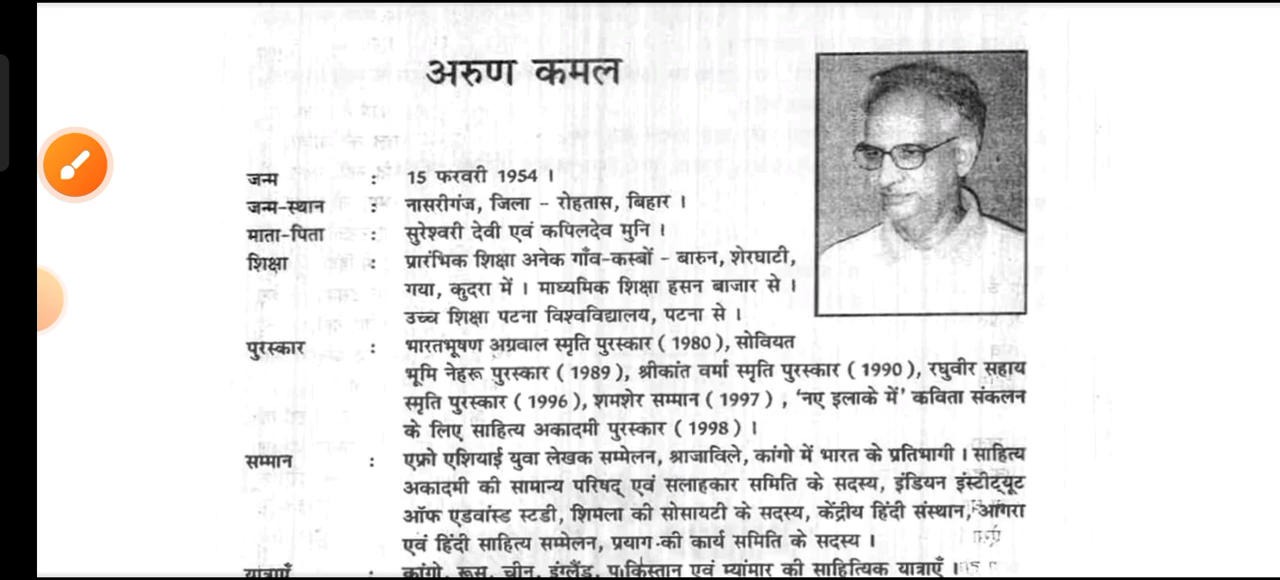 अरुण कमल
जन्म : 15 फरवरी 1954 ।
जन्म-स्थान : नासरीगंज, जिला - रोहतास, बिहार ।
माता-पिता : सुरेश्वरी देवी एवं कपिलदेव मुनि ।
शिक्षा : प्रारंभिक शिक्षा अनेक गाँव-कस्बों - बारुन, शेरघाटी,
गया, कुदरा में । माध्यमिक शिक्षा हसन बाजार से ।
उच्च शिक्षा पटना विश्वविद्यालय, पटना से ।
पुरस्कार : भारतभूषण अग्रवाल स्मृति पुरस्कार ( 1980 ), सोवियत
भूमि नेहरू पुरस्कार ( 1989 ), श्रीकांत वर्मा स्मृति पुरस्कार ( 1990 ), रघुवीर सहाय
स्मृति पुरस्कार ( 1996 ), शमशेर सम्मान ( 1997 ) , ‘नए इलाके में’ कविता संकलन
के लिए साहित्य अकादमी पुरस्कार ( 1998 ) ।
सम्मान : एफ्रो एशियाई युवा लेखक सम्मेलन, ब्राजाविले, कांगो में भारत के प्रतिभागी । साहित्य
अकादमी की सामान्य परिषद् एवं सलाहकार समिति के सदस्य, इंडियन इंस्टीट्यूट
ऑफ एडवांस्ड स्टडी, शिमला की सोसायटी के सदस्य, केंद्रीय हिंदी संस्थान, आगरा
एवं हिंदी साहित्य सम्मेलन, प्रयाग की कार्य समिति के सदस्य ।
यात्राएँ : कांगो, रूस, चीन, इंग्लैंड, पाकिस्तान एवं म्यांमार की साहित्यिक यात्राएँ ।